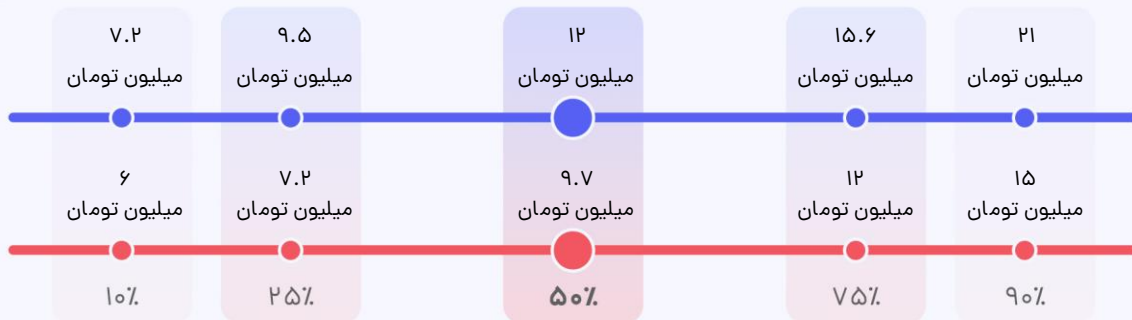 ۷.۲ ۹.۵ ۱۲ ۱۵.۶ ۲۱
میلیون تومان میلیون تومان میلیون تومان میلیون تومان میلیون تومان
۶ ۷.۲ ۹.۷ ۱۲ ۱۵
میلیون تومان میلیون تومان میلیون تومان میلیون تومان میلیون تومان
۱۰٪ ۲۵٪ ۵۰٪ ۷۵٪ ۹۰٪